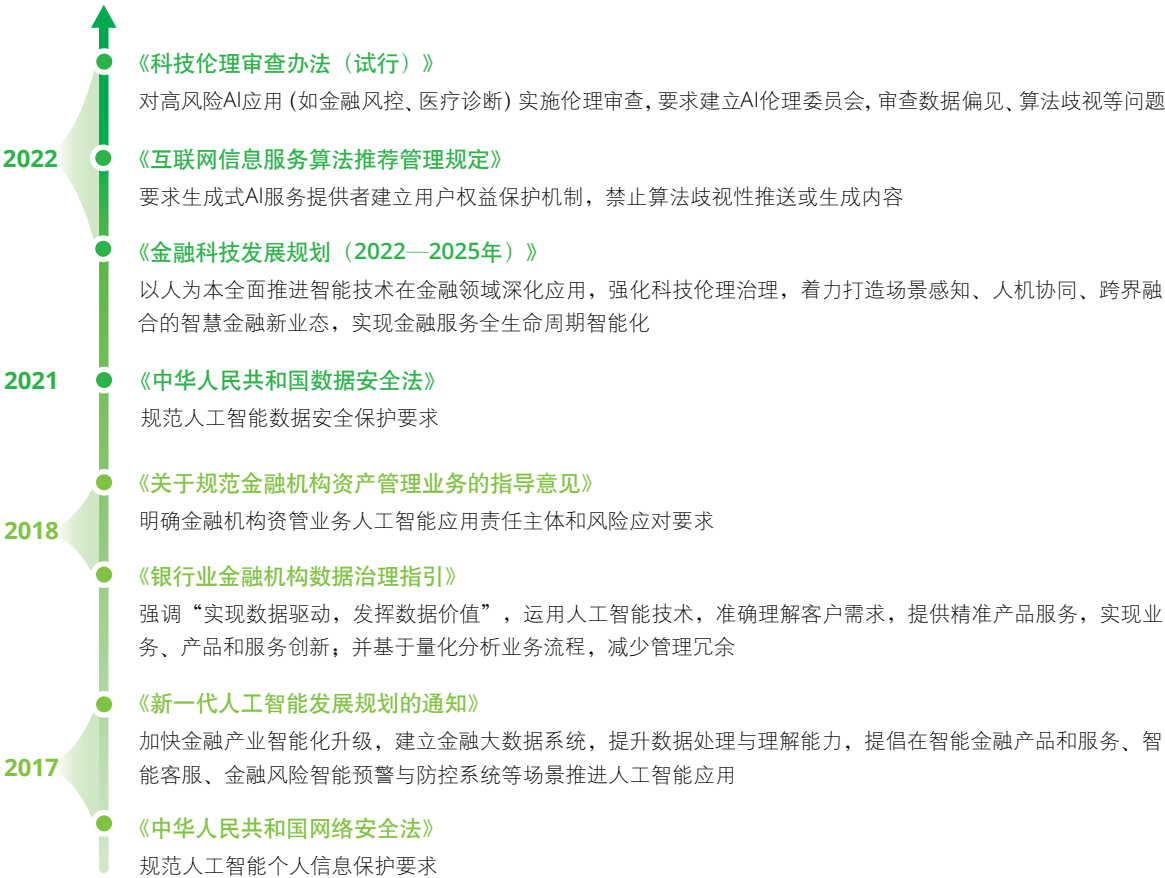 《科技伦理审查办法（试行）》
对高风险AI应用 (如金融风控、医疗诊断) 实施伦理审查, 要求建立AI伦理委员会, 审查数据偏见、算法歧视等问题
2022
《互联网信息服务算法推荐管理规定》
要求生成式AI服务提供者建立用户权益保护机制，禁止算法歧视性推送或生成内容
《金融科技发展规划（2022—2025年）》
以人为本全面推进智能技术在金融领域深化应用，强化科技伦理治理，着力打造场景感知、人机协同、跨界融
合的智慧金融新业态，实现金融服务全生命周期智能化
2021
《中华人民共和国数据安全法》
规范人工智能数据安全保护要求
《关于规范金融机构资产管理业务的指导意见》
明确金融机构资管业务人工智能应用责任主体和风险应对要求
2018
《银行业金融机构数据治理指引》
强调“实现数据驱动，发挥数据价值”，运用人工智能技术，准确理解客户需求，提供精准产品服务，实现业
务、产品和服务创新；并基于量化分析业务流程，减少管理冗余
《新一代人工智能发展规划的通知》
加快金融产业智能化升级，建立金融大数据系统，提升数据处理与理解能力，提倡在智能金融产品和服务、智
能客服、金融风险智能预警与防控系统等场景推进人工智能应用
2017
《中华人民共和国网络安全法》
规范人工智能个人信息保护要求